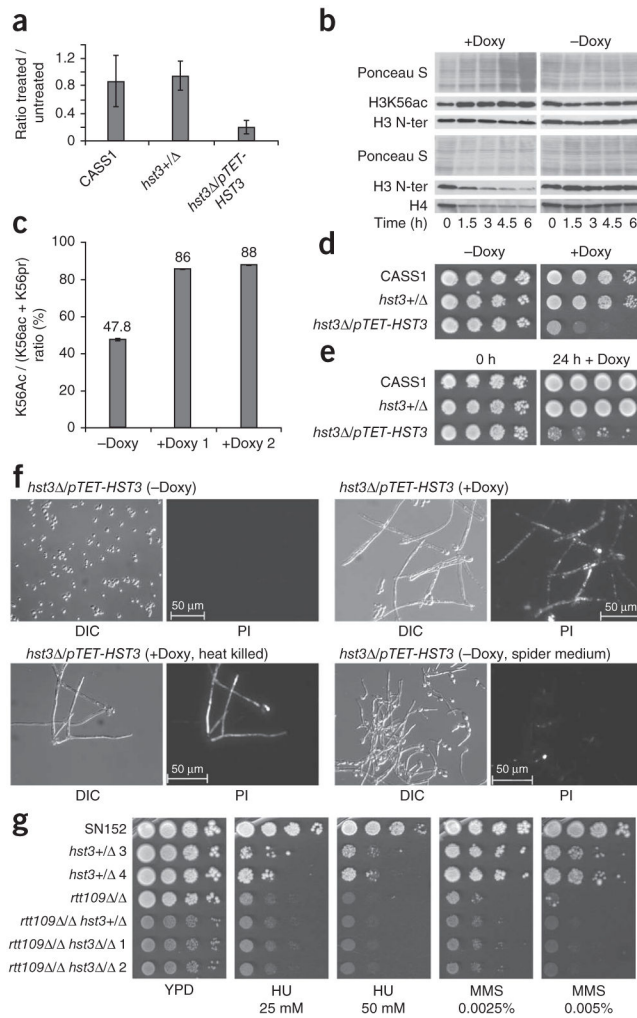 a
Ratio treated / untreated
1.2
0.8
0.4
0
CASS1
hst3+/Δ
hst3Δ/pTET-HST3
b
+Doxy –Doxy
Ponceau S
H3K56ac
H3 N-ter
Ponceau S
H3 N-ter
H4
Time (h) 0 1.5 3 4.5 6 0 1.5 3 4.5 6
c
K56Ac / (K56ac + K56pr) ratio (%)
100
80
60
40
20
0
47.8
86
88
–Doxy +Doxy 1 +Doxy 2
d
–Doxy +Doxy
CASS1
hst3+/Δ
hst3Δ/pTET-HST3
e
0 h 24 h + Doxy
CASS1
hst3+/Δ
hst3Δ/pTET-HST3
f
hst3Δ/pTET-HST3 (–Doxy)
50 µm
DIC PI
hst3Δ/pTET-HST3 (+Doxy)
50 µm
DIC PI
hst3Δ/pTET-HST3 (+Doxy, heat killed)
50 µm
DIC PI
hst3Δ/pTET-HST3 (–Doxy, spider medium)
50 µm
DIC PI
g
SN152
hst3+/Δ 3
hst3+/Δ 4
rtt109Δ/Δ
rtt109Δ/Δ hst3+/Δ
rtt109Δ/Δ hst3Δ/Δ 1
rtt109Δ/Δ hst3Δ/Δ 2
YPD
HU
25 mM
HU
50 mM
MMS
0.0025%
MMS
0.005%